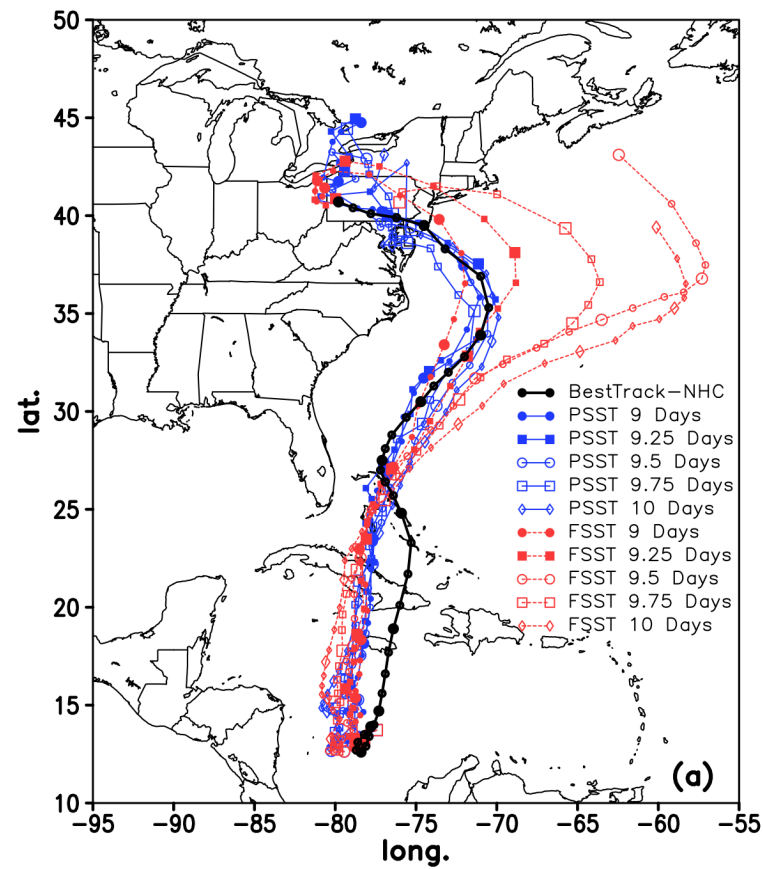 50
45
40
35
30
25
20
15
10
lat.
BestTrack−NHC
PSST 9 Days
PSST 9.25 Days
PSST 9.5 Days
PSST 9.75 Days
PSST 10 Days
FSST 9 Days
FSST 9.25 Days
FSST 9.5 Days
FSST 9.75 Days
FSST 10 Days
(a)
−95 −90 −85 −80 −75 −70 −65 −60 −55
long.